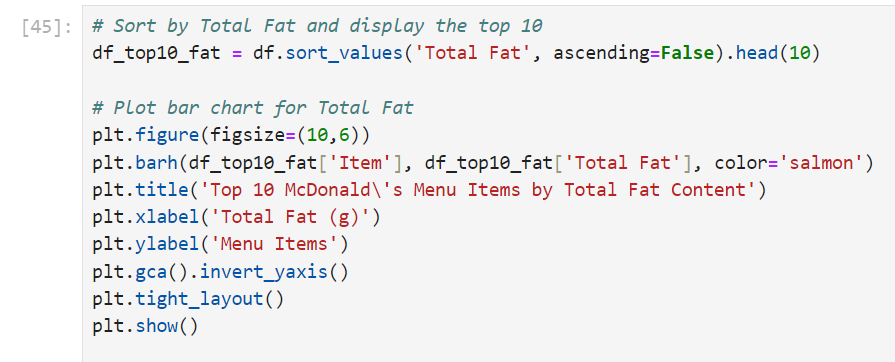 [45]: # Sort by Total Fat and display the top 10
df_top10_fat = df.sort_values('Total Fat', ascending=False).head(10)
# Plot bar chart for Total Fat
plt.figure(figsize=(10,6))
plt.barh(df_top10_fat['Item'], df_top10_fat['Total Fat'], color='salmon')
plt.title('Top 10 McDonald\'s Menu Items by Total Fat Content')
plt.xlabel('Total Fat (g)')
plt.ylabel('Menu Items')
plt.gca().invert_yaxis()
plt.tight_layout()
plt.show()